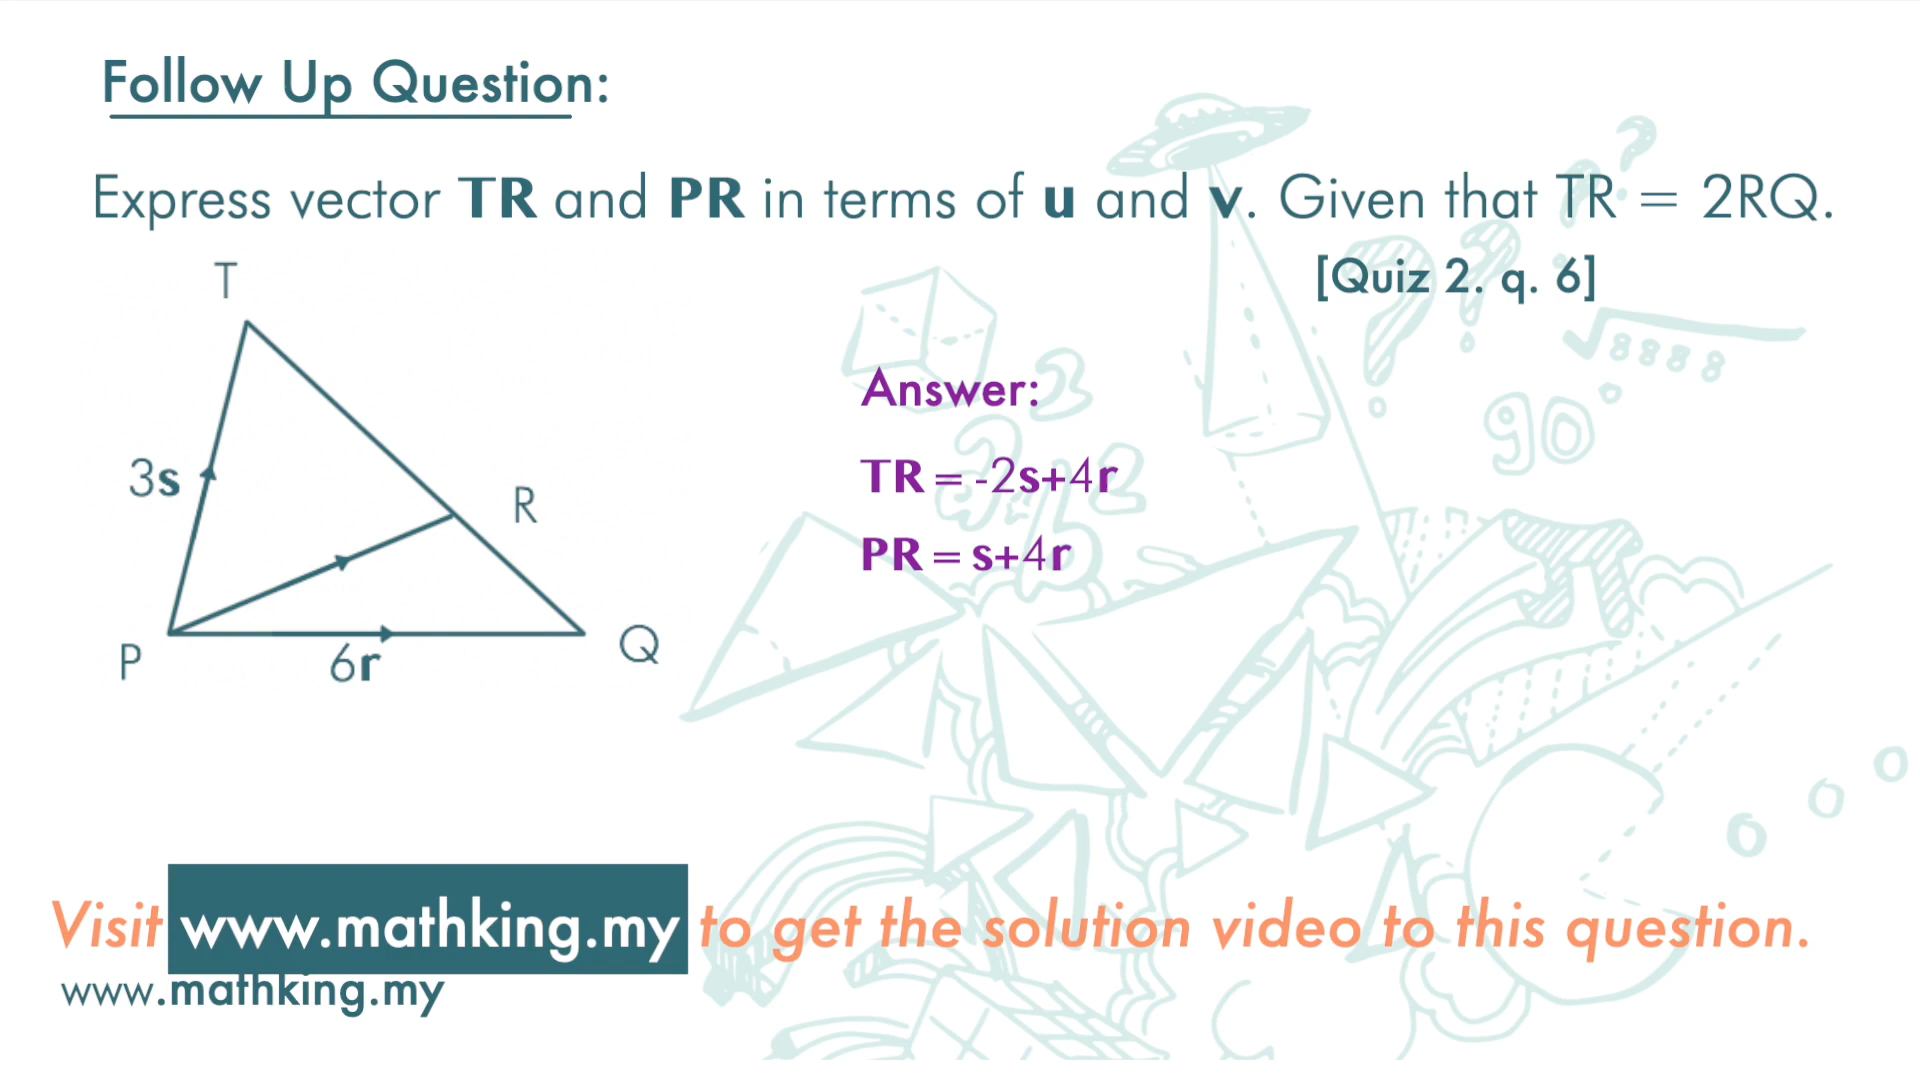 Follow Up Question:
Express vector TR and PR in terms of u and v. Given that TR = 2RQ.
[Quiz 2. q. 6]
T
3s
R
P
6r
Q
Answer:
TR = -2s+4r
PR = s+4r
Visit www.mathking.my to get the solution video to this question.
www.mathking.my
90°